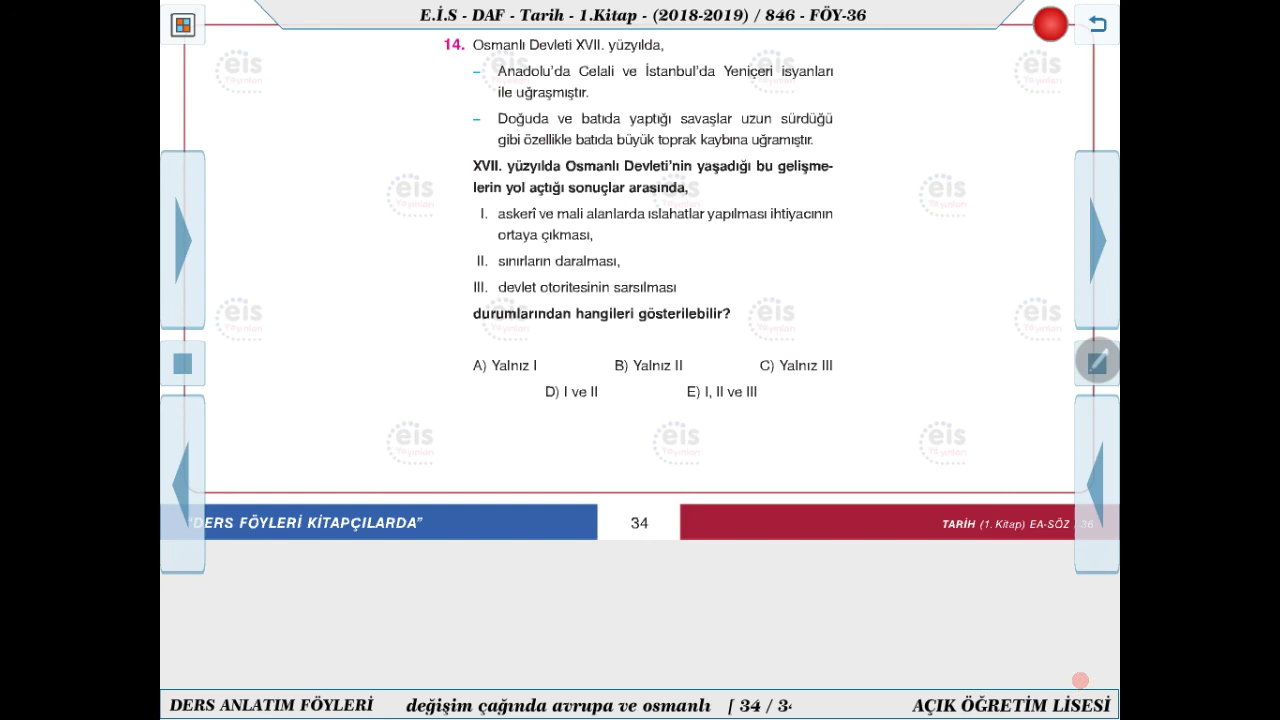 E.İ.S - DAF - Tarih - 1.Kitap - (2018-2019) / 846 - FÖY-36
14. Osmanlı Devleti XVII. yüzyılda,
– Anadolu'da Celali ve İstanbul'da Yeniçeri isyanları
ile uğraşmıştır.
– Doğuda ve batıda yaptığı savaşlar uzun sürdüğü
gibi özellikle batıda büyük toprak kaybına uğramıştır.
XVII. yüzyılda Osmanlı Devleti'nin yaşadığı bu gelişme-
lerin yol açtığı sonuçlar arasında,
I. askerî ve mali alanlarda ıslahatlar yapılması ihtiyacının
ortaya çıkması,
II. sınırların daralması,
III. devlet otoritesinin sarsılması
durumlarından hangileri gösterilebilir?
A) Yalnız I B) Yalnız II C) Yalnız III
D) I ve II E) I, II ve III
eis Yayınları
"DERS FÖYLERİ KİTAPÇILARDA"
34
TARİH (1. Kitap) EA-SÖZ / 36
DERS ANLATIM FÖYLERİ değişim çağında avrupa ve osmanlı [ 34 / 34 AÇIK ÖĞRETİM LİSESİ